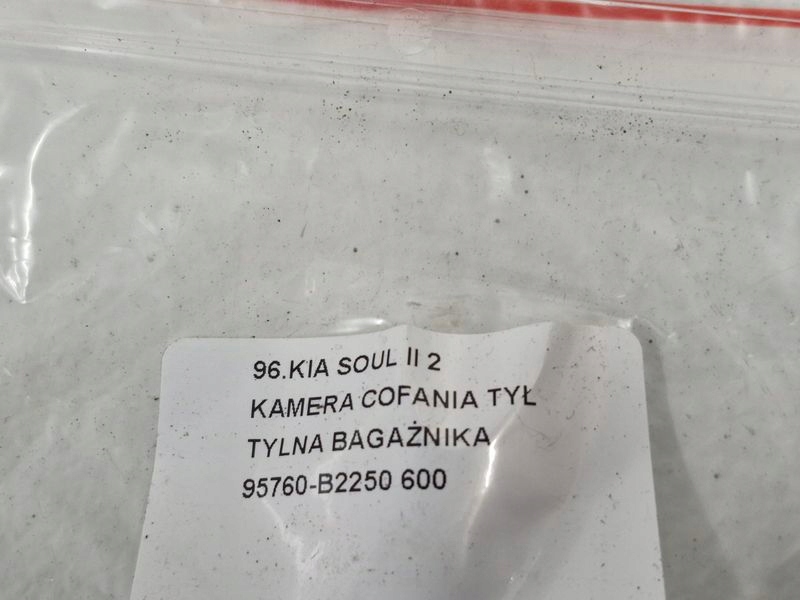 96.KIA SOUL II 2
KAMERA COFANIA TYŁ
TYLNA BAGAŻNIKA
95760-B2250 600